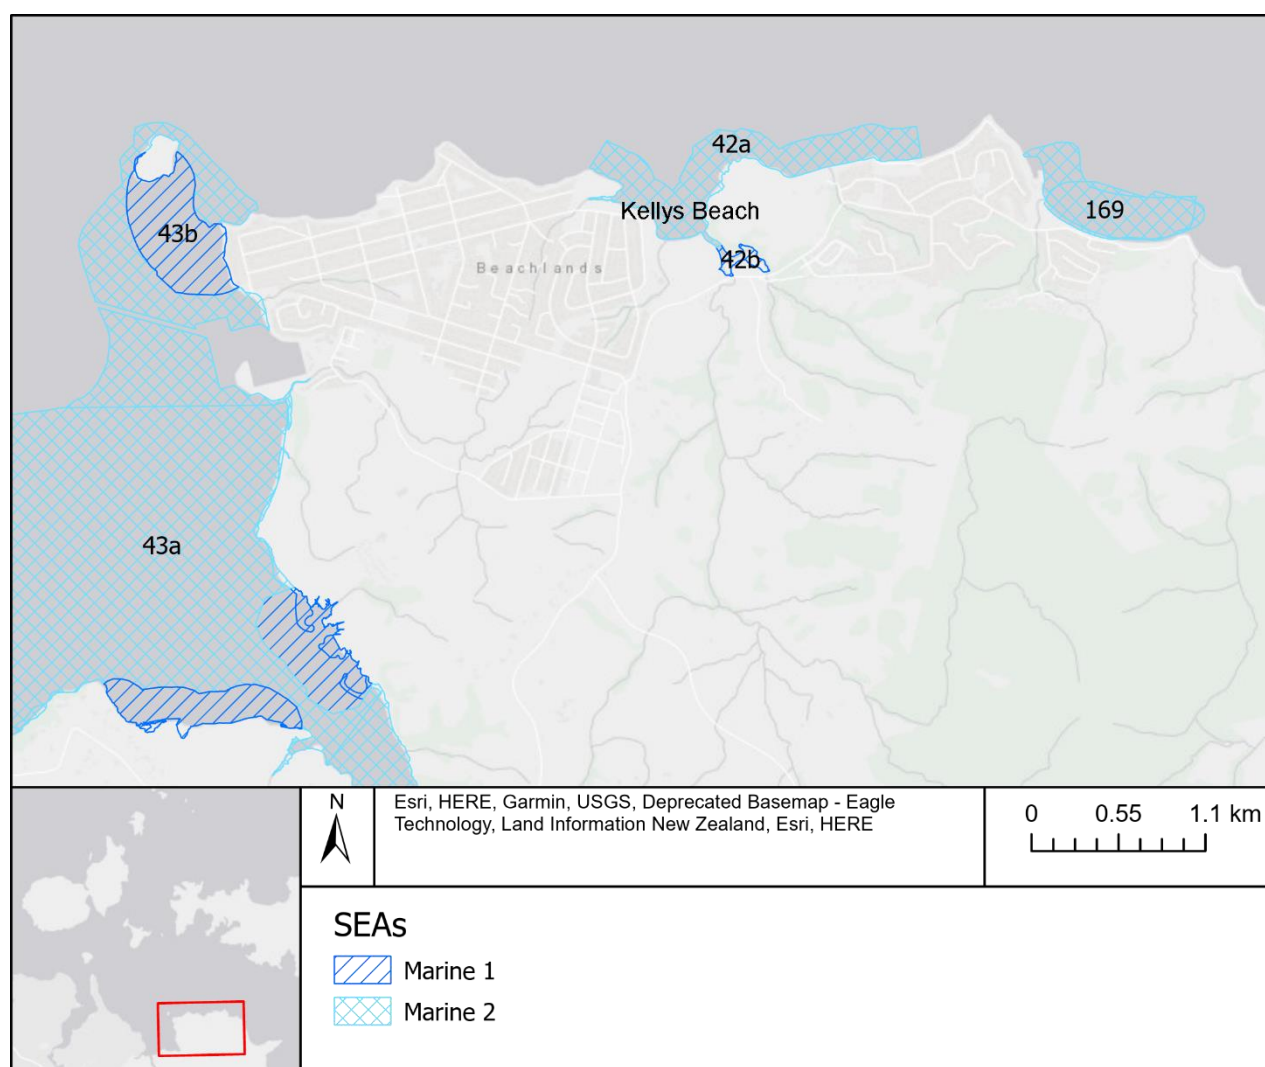 42a
169
Kellys Beach
43b
42b
Beachlands
43a
N
Esri, HERE, Garmin, USGS, Deprecated Basemap - Eagle
Technology, Land Information New Zealand, Esri, HERE
0 0.55 1.1 km
SEAs
Marine 1
Marine 2